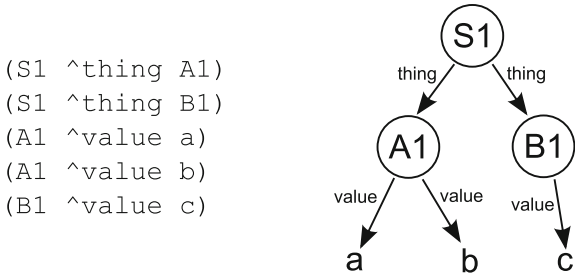 (S1 ^thing A1)
(S1 ^thing B1)
(A1 ^value a)
(A1 ^value b)
(B1 ^value c)
S1
thing thing
A1 B1
value value value
a b c